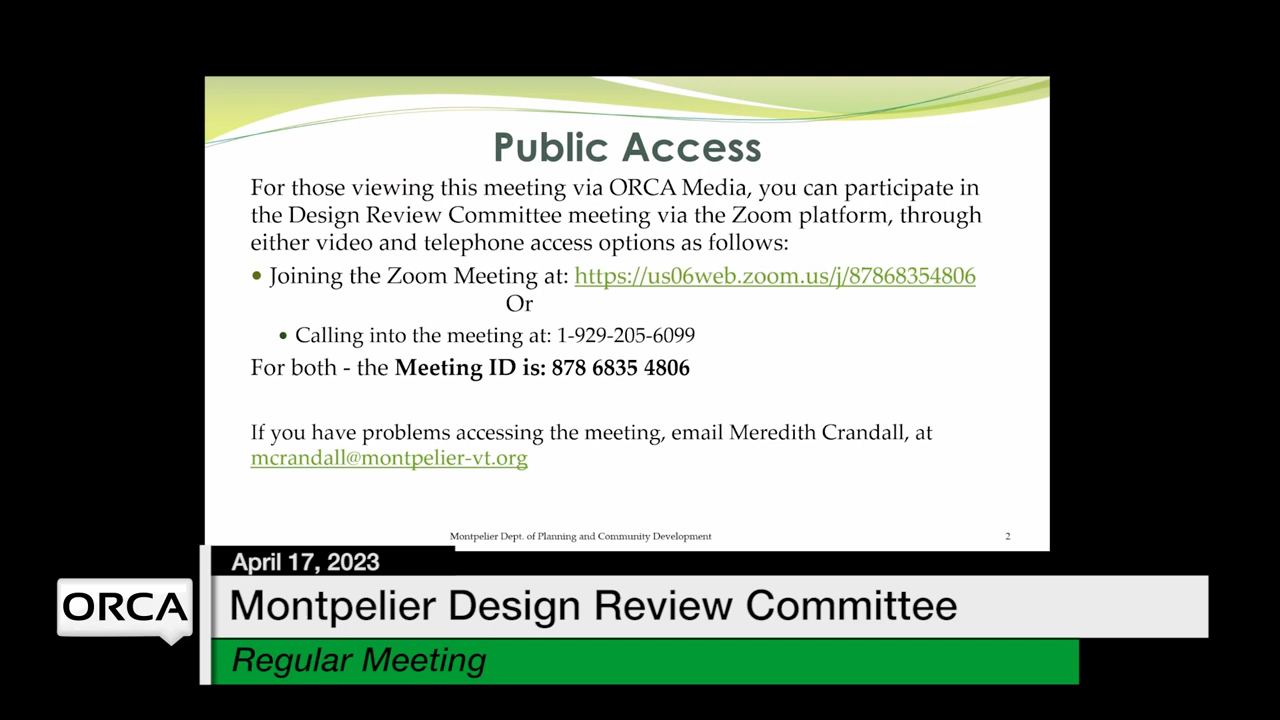 Public Access
For those viewing this meeting via ORCA Media, you can participate in
the Design Review Committee meeting via the Zoom platform, through
either video and telephone access options as follows:
• Joining the Zoom Meeting at: https://us06web.zoom.us/j/87868354806
Or
• Calling into the meeting at: 1-929-205-6099
For both - the Meeting ID is: 878 6835 4806
If you have problems accessing the meeting, email Meredith Crandall, at
mcrandall@montpelier-vt.org
Montpelier Dept. of Planning and Community Development 2
April 17, 2023
ORCA
Montpelier Design Review Committee
Regular Meeting